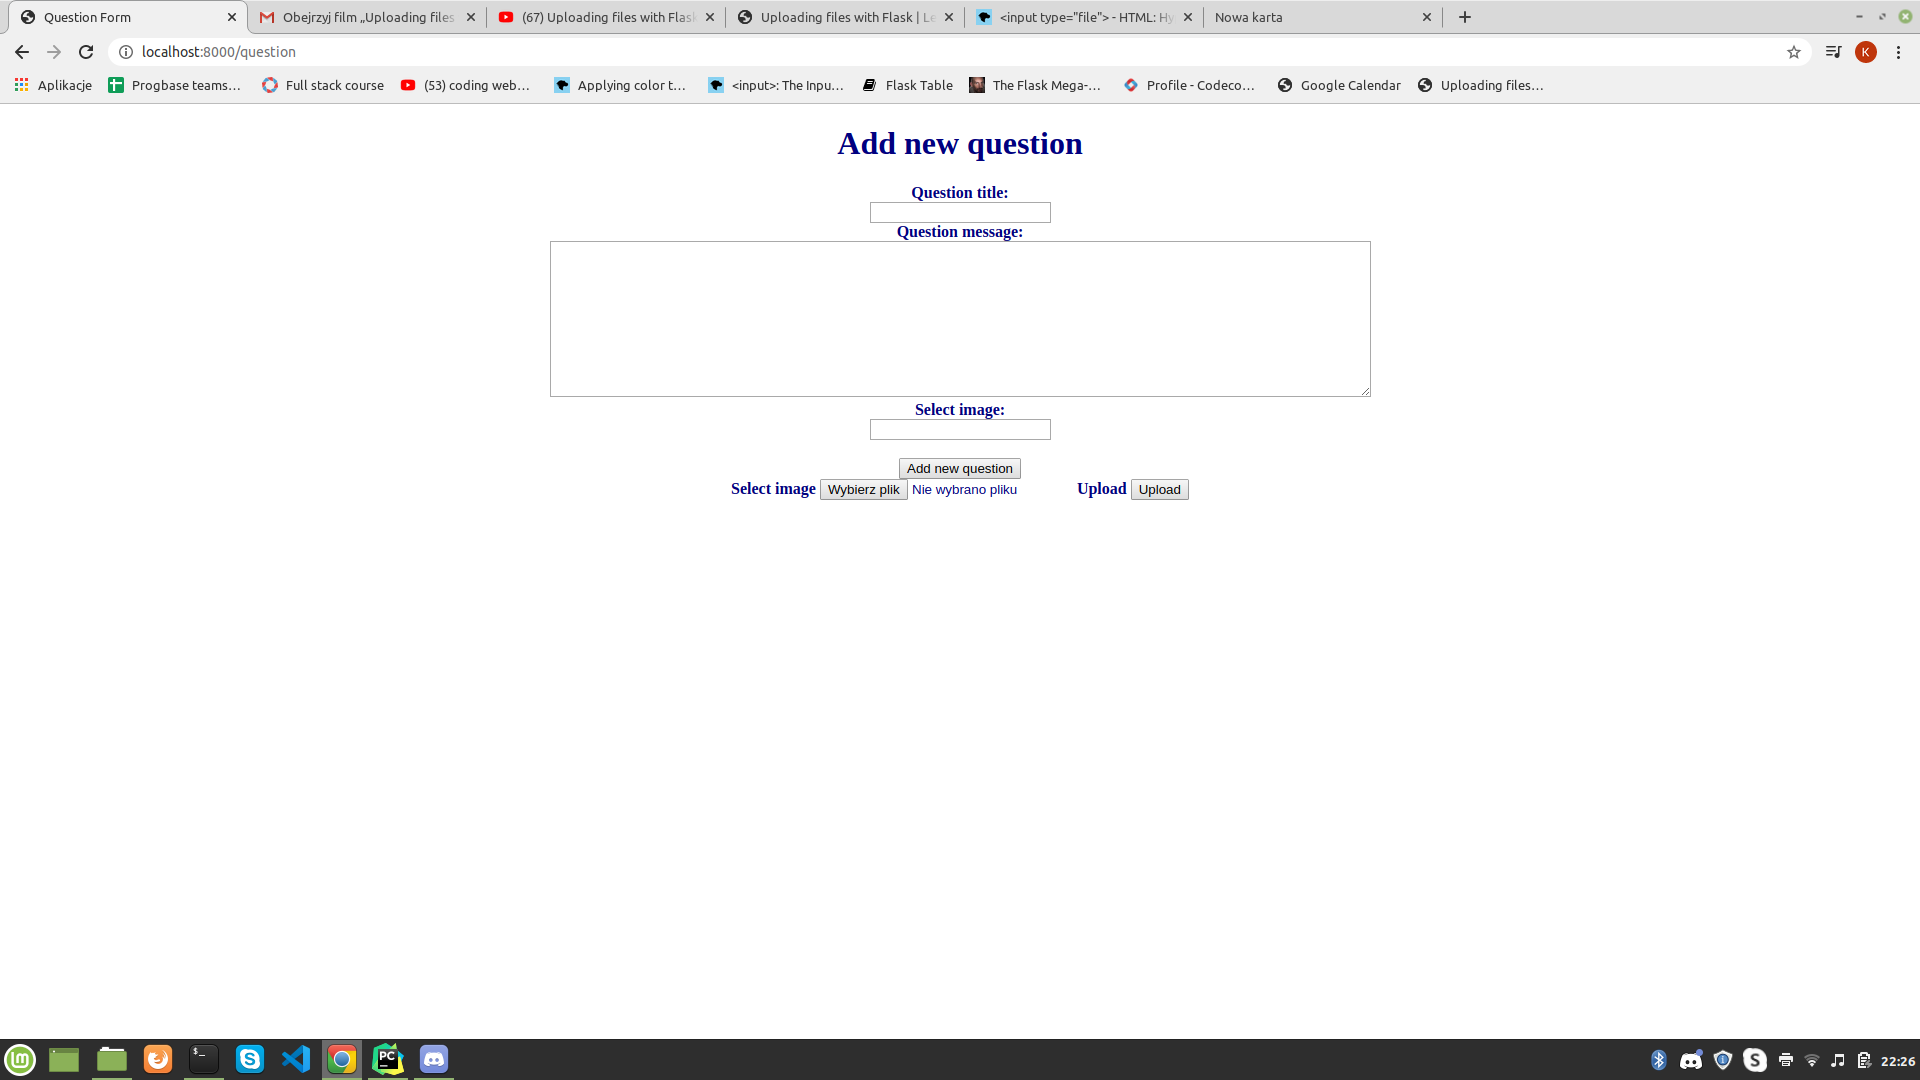 Question Form
Obejrzyj film „Uploading files
(67) Uploading files with Flask
Uploading files with Flask | Le
<input type="file"> - HTML: Hy
Nowa karta
localhost:8000/question
K
Aplikacje
Progbase teams…
Full stack course
(53) coding web…
Applying color t…
<input>: The Inpu…
Flask Table
The Flask Mega-…
Profile - Codeco…
Google Calendar
Uploading files…
Add new question
Question title:
Question message:
Select image:
Add new question
Select image Wybierz plik Nie wybrano pliku Upload Upload
22:26